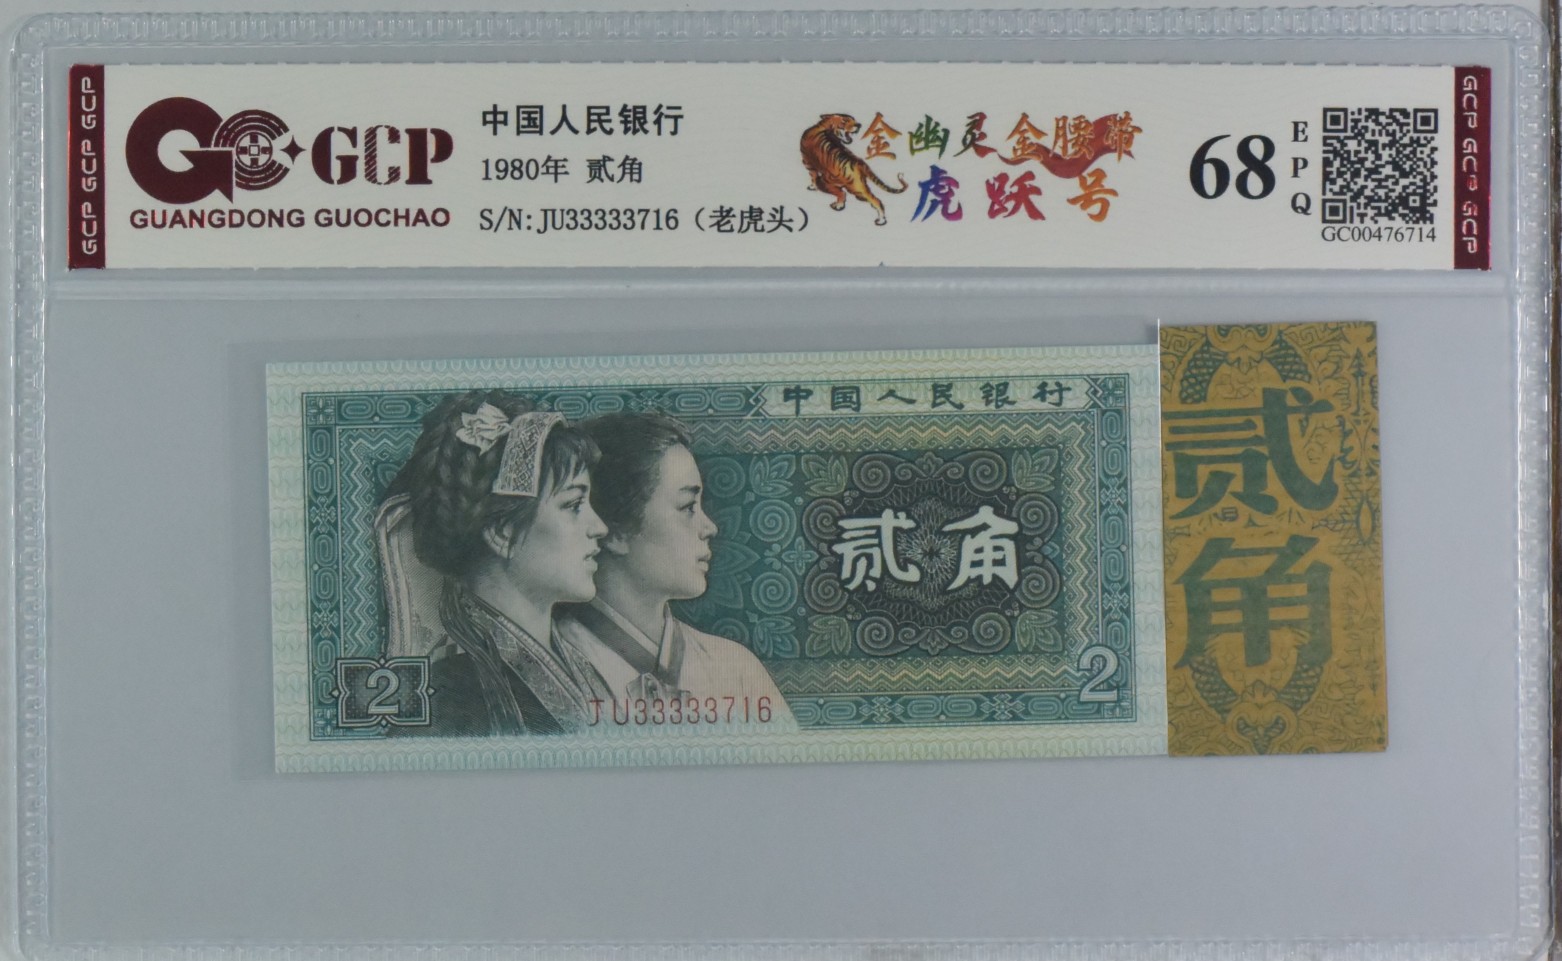 GCP GCP GCP
GCP
GUANGDONG GUOCHAO
中国人民银行
1980年 贰角
S/N:JU33333716（老虎头）
金幽灵金腰带
虎跃号
68
EPQ
GC00476714
GCP GCP GCP
中国人民银行
贰角
2
2
JU33333716
贰角